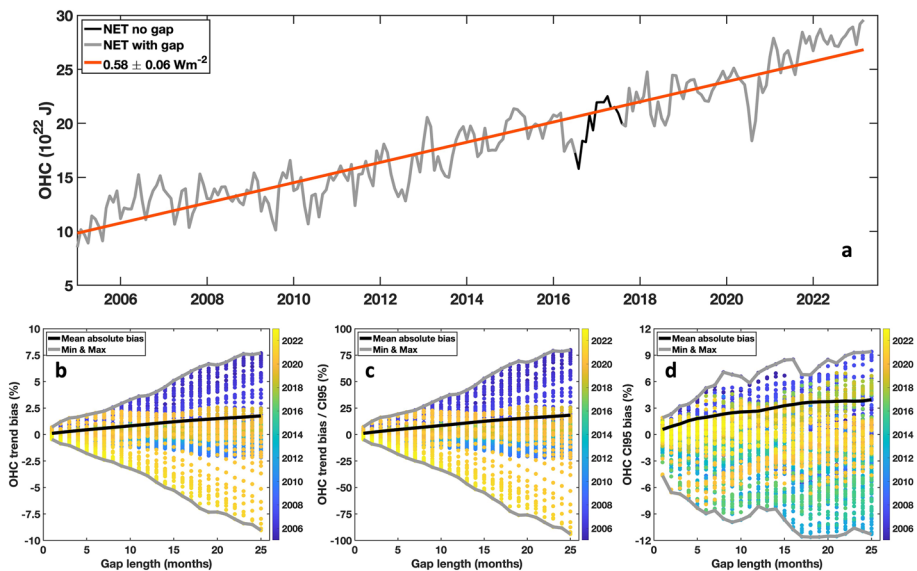 NET no gap
NET with gap
0.58 ± 0.06 Wm-2
OHC (10^22 J)
30
25
20
15
10
5
a
2006 2008 2010 2012 2014 2016 2018 2020 2022
Mean absolute bias
Min & Max
b
OHC trend bias (%)
10
7.5
5
2.5
0
-2.5
-5
-7.5
-10
0 5 10 15 20 25
Gap length (months)
2022
2020
2018
2016
2014
2012
2010
2008
2006
Mean absolute bias
Min & Max
c
OHC trend bias / CI95 (%)
100
75
50
25
0
-25
-50
-75
-100
0 5 10 15 20 25
Gap length (months)
2022
2020
2018
2016
2014
2012
2010
2008
2006
Mean absolute bias
Min & Max
d
OHC CI95 bias (%)
12
9
6
3
0
-3
-6
-9
-12
0 5 10 15 20 25
Gap length (months)
2022
2020
2018
2016
2014
2012
2010
2008
2006